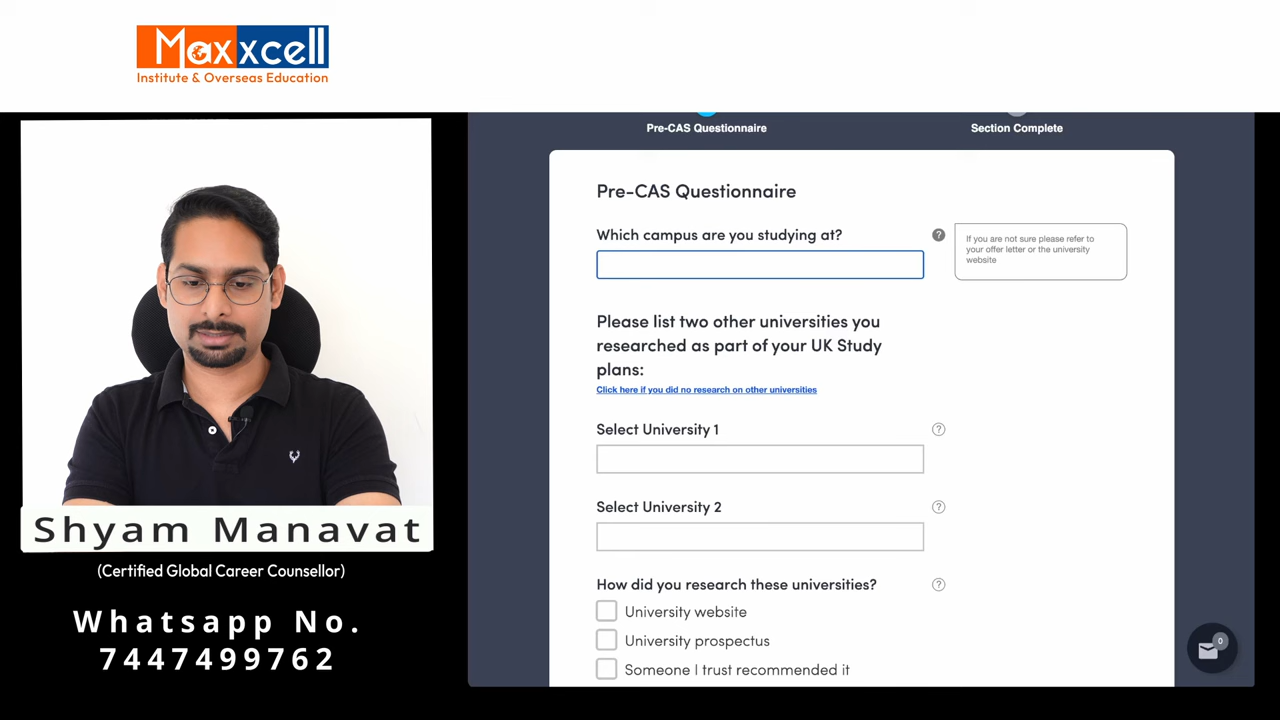 Maxxcell
Institute & Overseas Education
Pre-CAS Questionnaire
Section Complete
Pre-CAS Questionnaire
Which campus are you studying at?
?
If you are not sure please refer to
your offer letter or the university
website
Please list two other universities you
researched as part of your UK Study
plans:
Click here if you did no research on other universities
Select University 1
?
Select University 2
?
How did you research these universities?
?
University website
University prospectus
Someone I trust recommended it
0
Shyam Manavat
(Certified Global Career Counsellor)
Whatsapp No.
7447499762